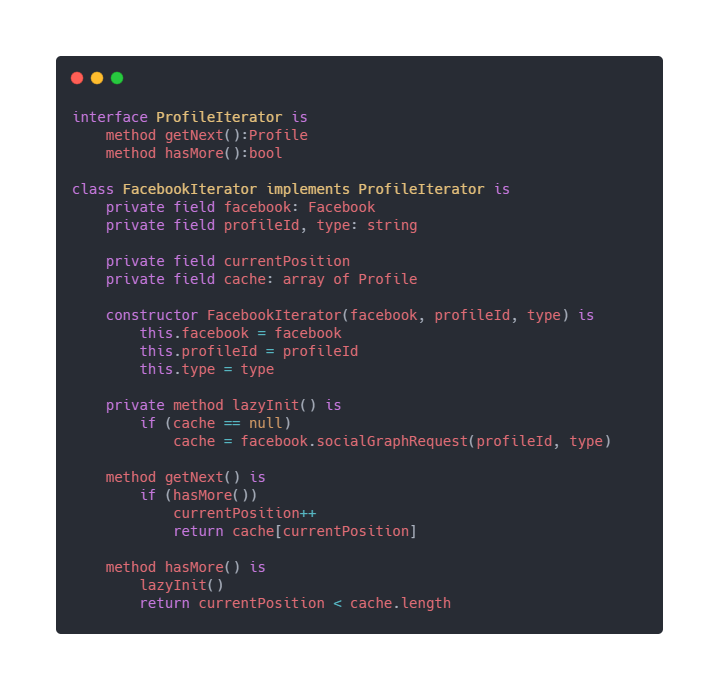 interface ProfileIterator is
    method getNext():Profile
    method hasMore():bool

class FacebookIterator implements ProfileIterator is
    private field facebook: Facebook
    private field profileId, type: string

    private field currentPosition
    private field cache: array of Profile

    constructor FacebookIterator(facebook, profileId, type) is
        this.facebook = facebook
        this.profileId = profileId
        this.type = type

    private method lazyInit() is
        if (cache == null)
            cache = facebook.socialGraphRequest(profileId, type)

    method getNext() is
        if (hasMore())
            currentPosition++
            return cache[currentPosition]

    method hasMore() is
        lazyInit()
        return currentPosition < cache.length